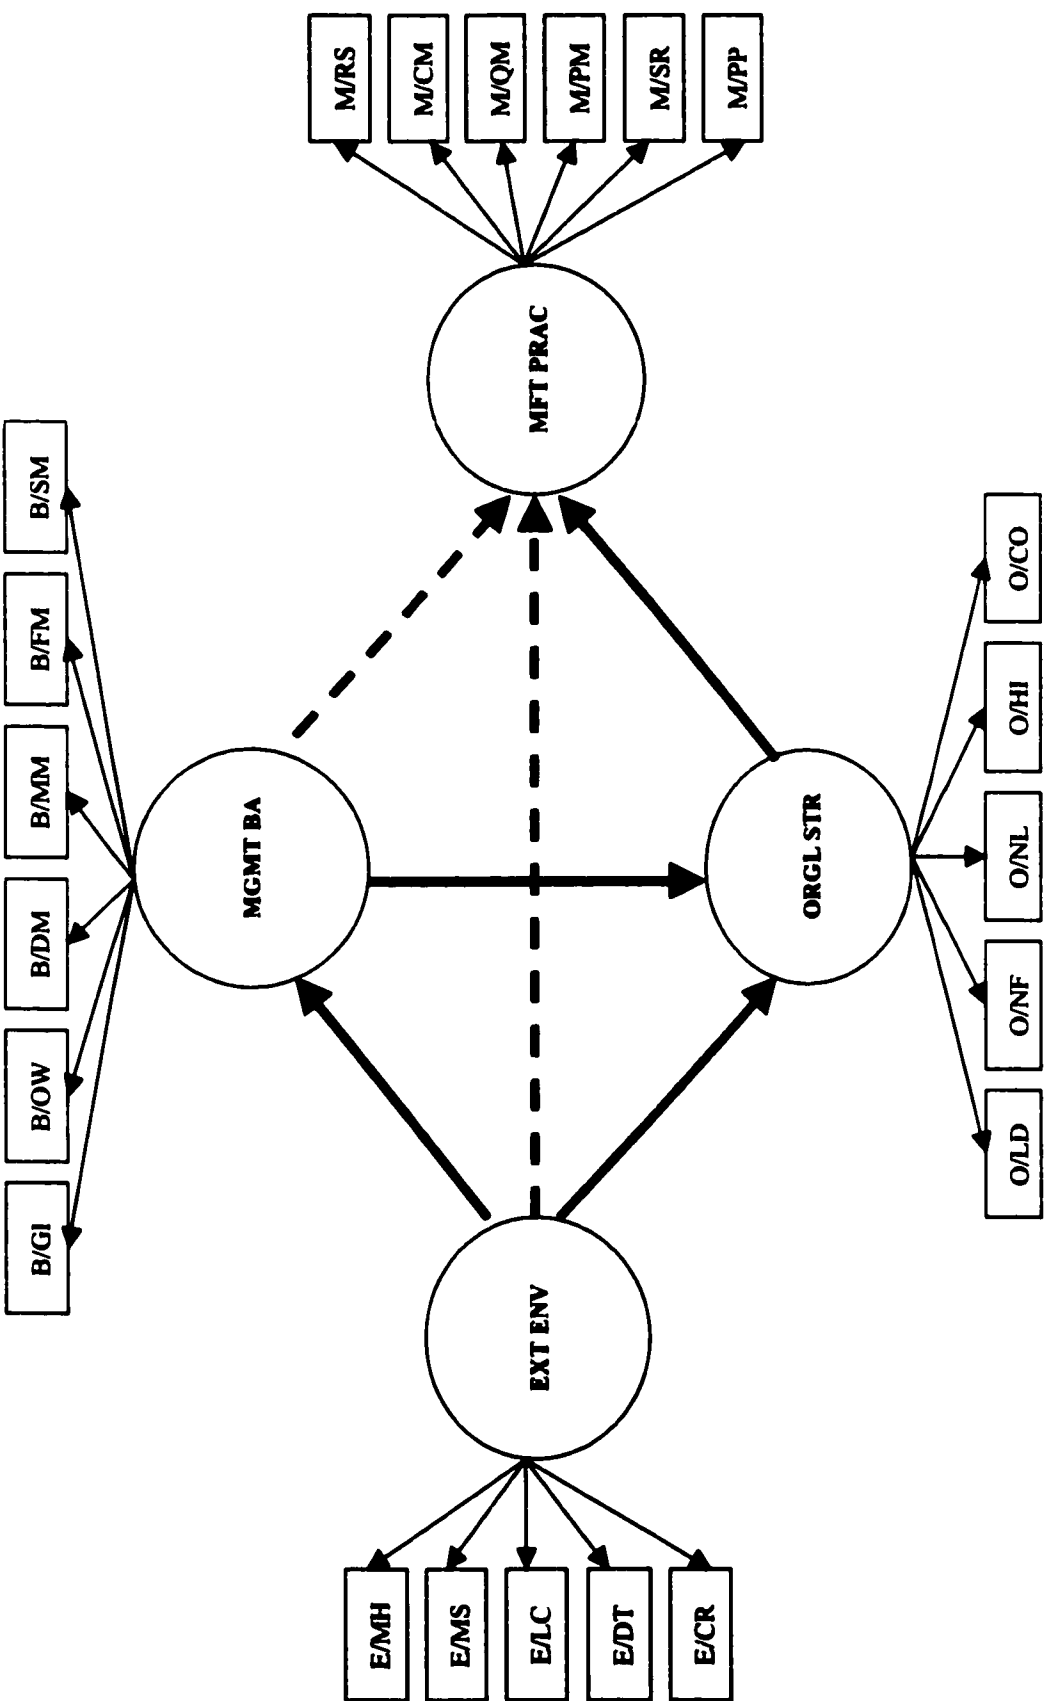 B/GI
B/OW
B/DM
B/MM
B/FM
B/SM
MGMT BA
E/MH
E/MS
E/LC
E/DT
E/CR
EXT ENV
MFT PRAC
M/RS
M/CM
M/QM
M/PM
M/SR
M/PP
ORGL STR
O/LD
O/NF
O/NL
O/HI
O/CO